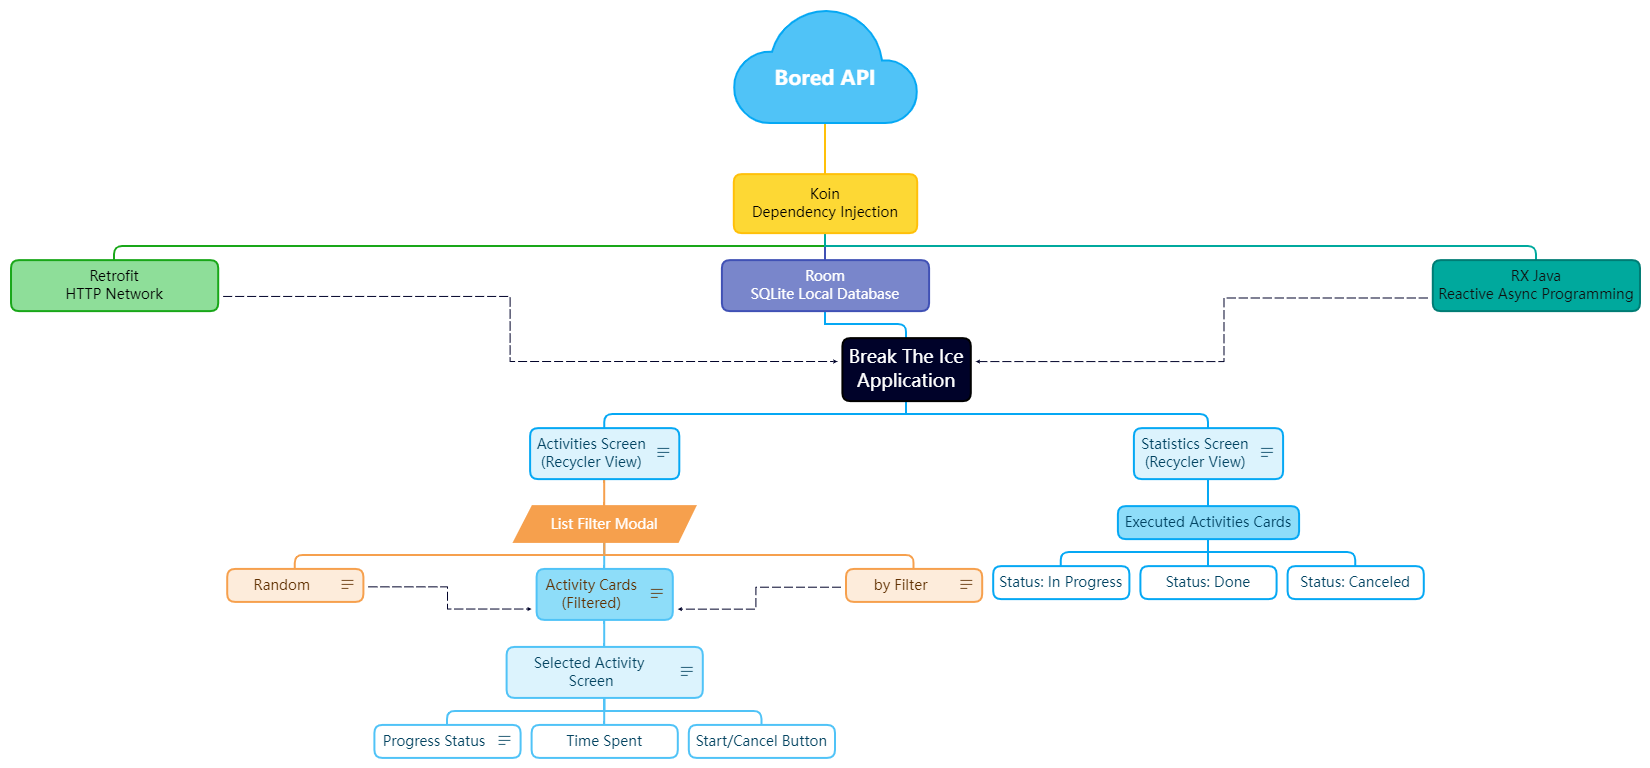 Bored API
Koin
Dependency Injection
Retrofit
HTTP Network
Room
SQLite Local Database
RX Java
Reactive Async Programming
Break The Ice
Application
Activities Screen
(Recycler View)
Statistics Screen
(Recycler View)
List Filter Modal
Executed Activities Cards
Random
Activity Cards
(Filtered)
by Filter
Status: In Progress
Status: Done
Status: Canceled
Selected Activity
Screen
Progress Status
Time Spent
Start/Cancel Button